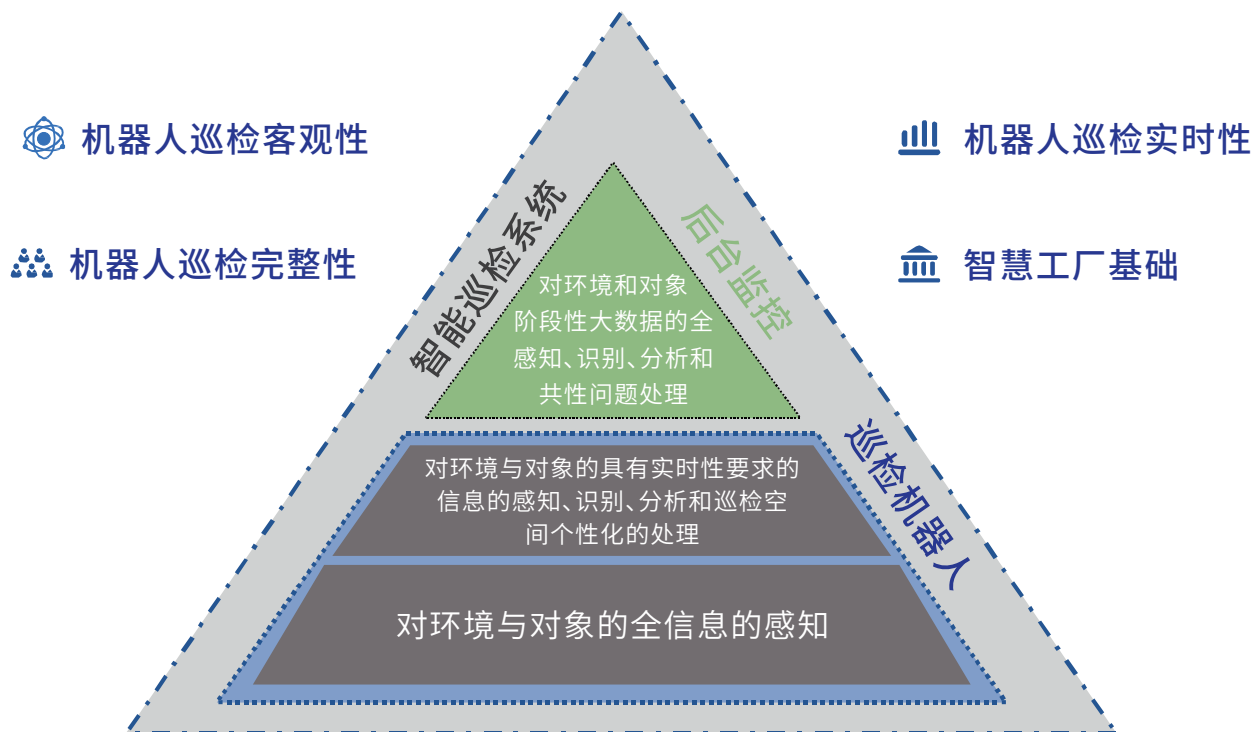 机器人巡检客观性
机器人巡检实时性
机器人巡检完整性
智慧工厂基础
智能巡检系统
后台监控
对环境和对象
阶段性大数据的全
感知、识别、分析和
共性问题处理
巡检机器人
对环境与对象的具有实时性要求的
信息的感知、识别、分析和巡检空
间个性化的处理
对环境与对象的全信息的感知